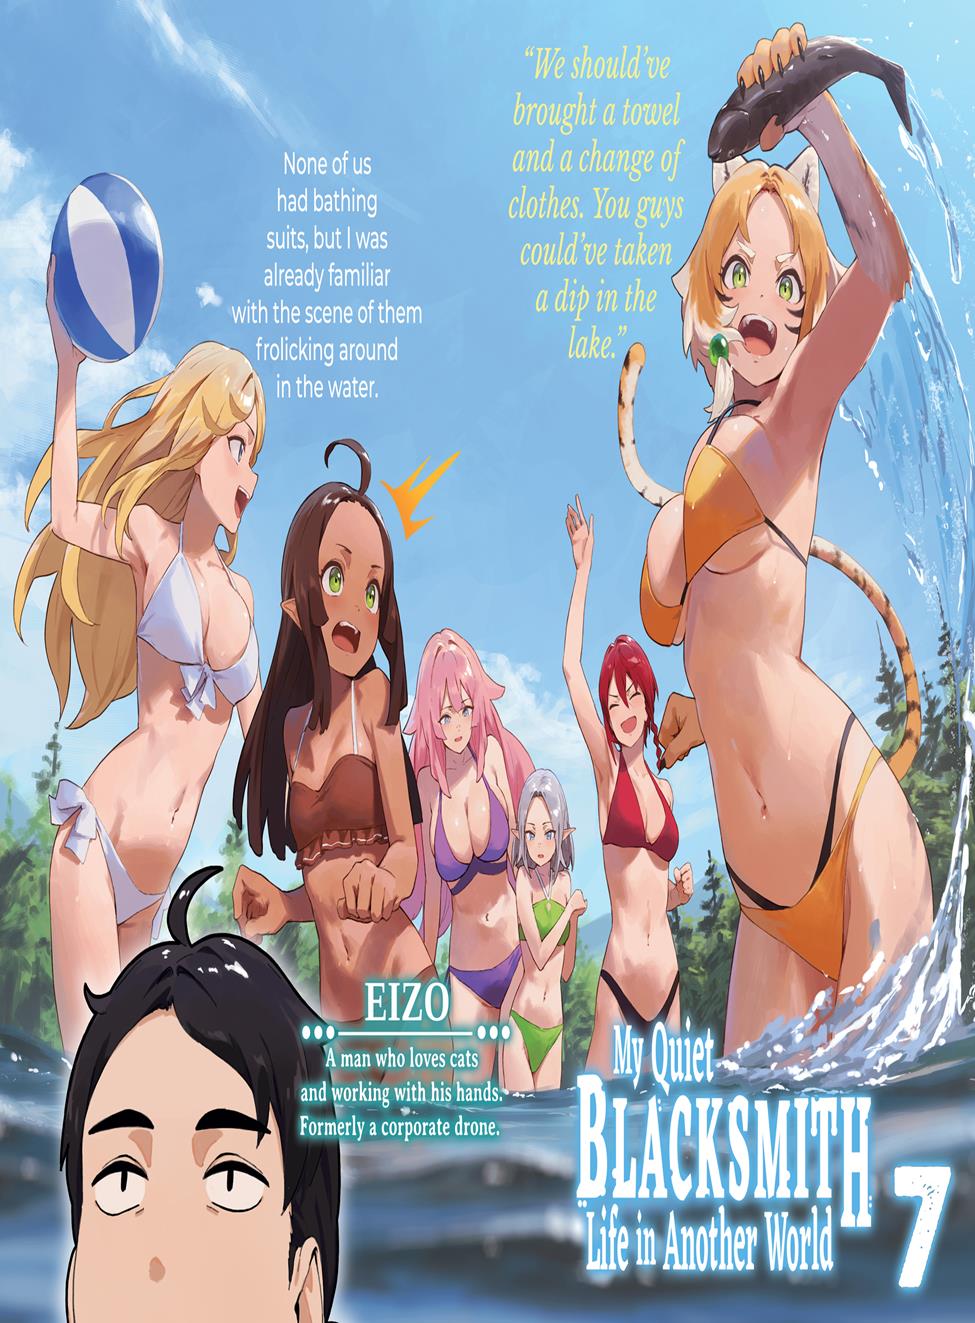 “We should’ve
brought a towel
and a change of
clothes. You guys
could’ve taken
a dip in the
lake.”
None of us
had bathing
suits, but I was
already familiar
with the scene of them
frolicking around
in the water.
EIZO
A man who loves cats
and working with his hands.
Formerly a corporate drone.
My Quiet
BLACKSMITH
Life in Another World
7